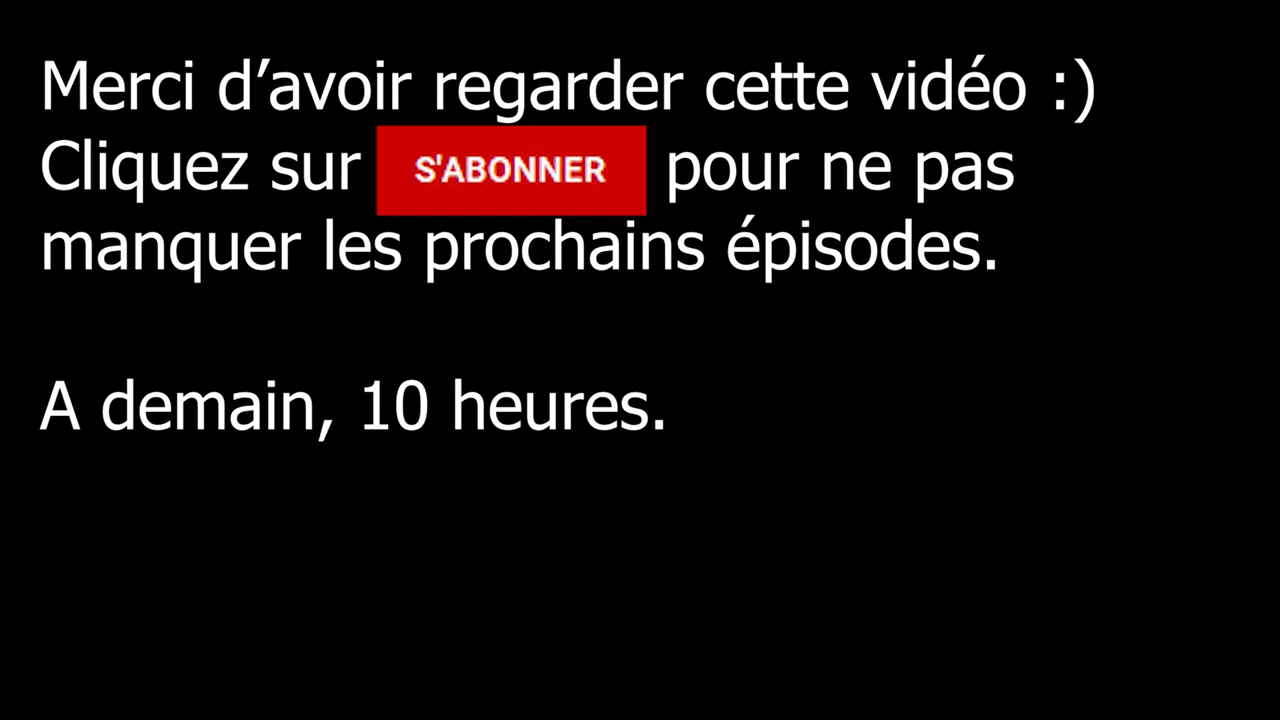 Merci d’avoir regarder cette vidéo :)
Cliquez sur S'ABONNER pour ne pas
manquer les prochains épisodes.
A demain, 10 heures.